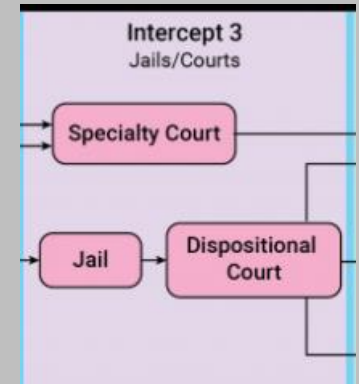 Intercept 3
Jails/Courts
Specialty Court
Jail
Dispositional
Court